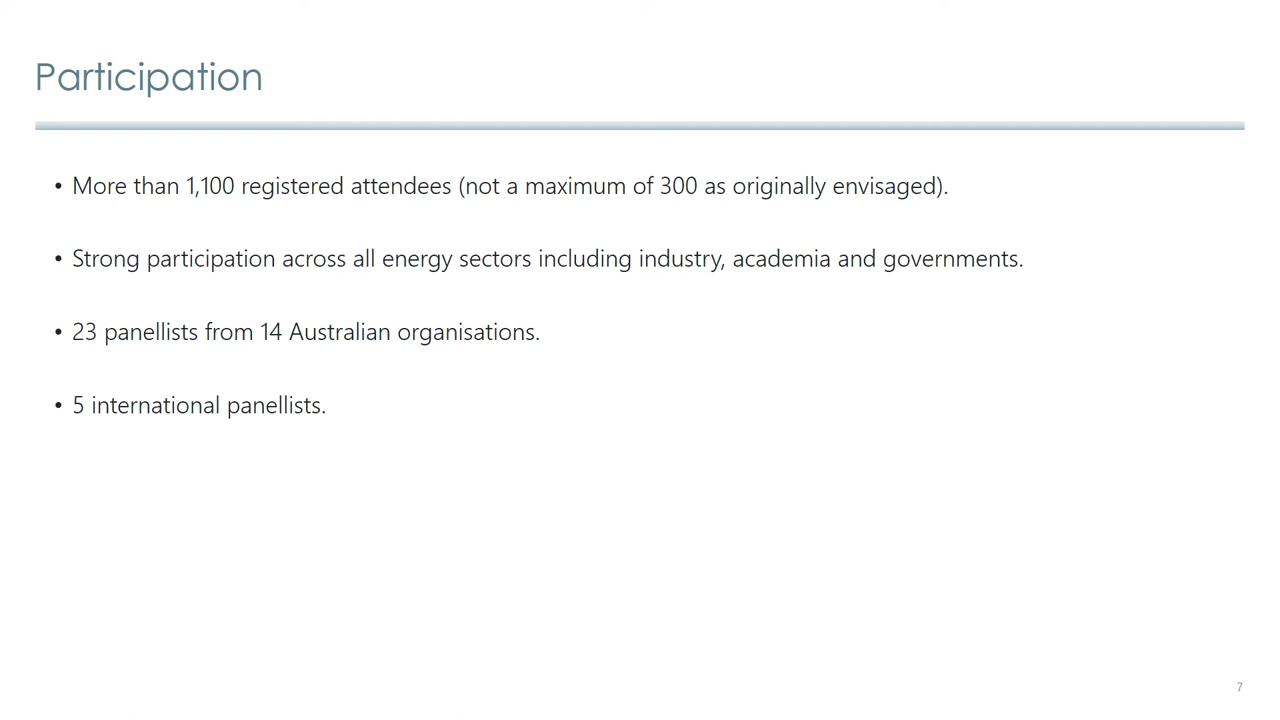 Participation
• More than 1,100 registered attendees (not a maximum of 300 as originally envisaged).
• Strong participation across all energy sectors including industry, academia and governments.
• 23 panellists from 14 Australian organisations.
• 5 international panellists.
7